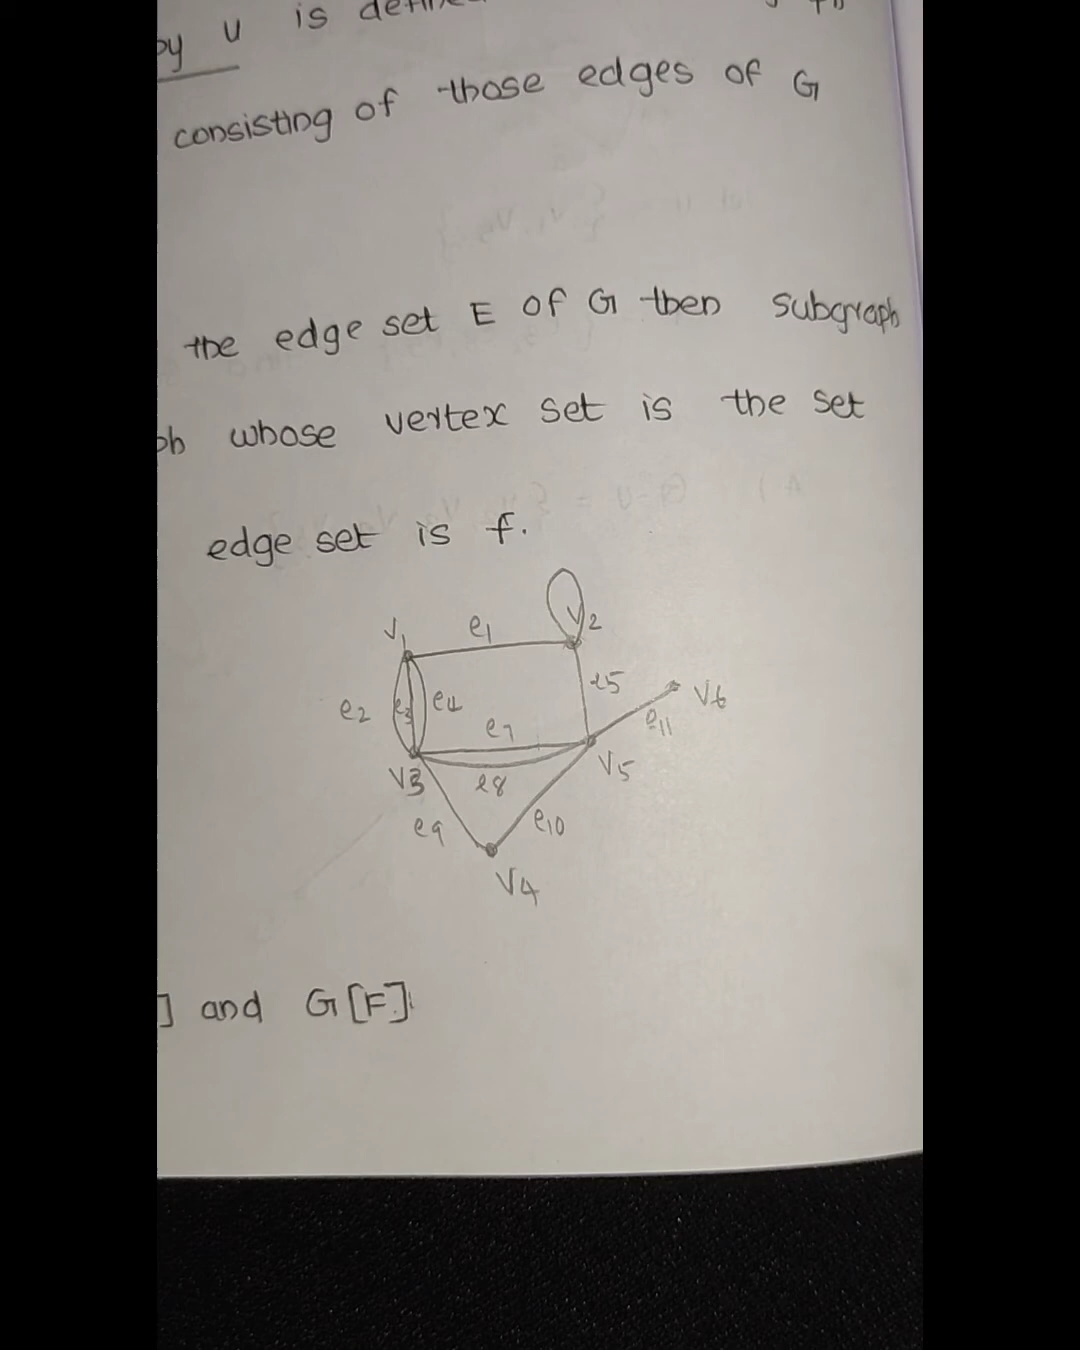 by U is
consisting of those edges of G
the edge set E of G then subgraph
ph whose vertex set is the set
edge set is f.
V1 e1 V2
e2 e3 e4 e5 V6
e7 e11
V3 e8 V5
e9 e10
V4
] and G[F]